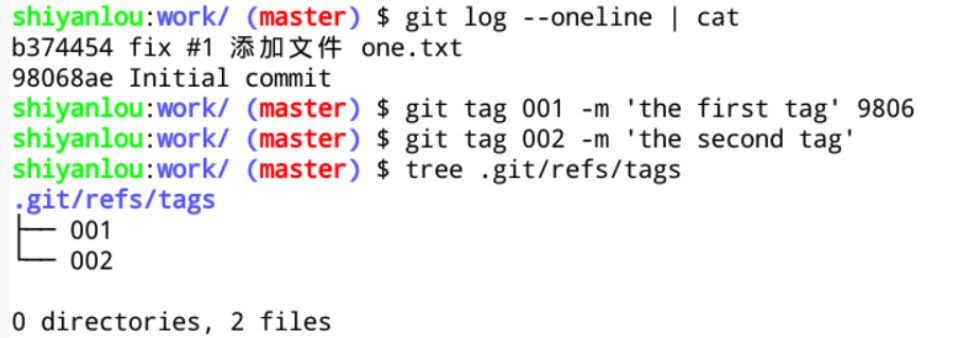 shiyanlou:work/ (master) $ git log --oneline | cat
b374454 fix #1 添加文件 one.txt
98068ae Initial commit
shiyanlou:work/ (master) $ git tag 001 -m 'the first tag' 9806
shiyanlou:work/ (master) $ git tag 002 -m 'the second tag'
shiyanlou:work/ (master) $ tree .git/refs/tags
.git/refs/tags
├── 001
└── 002
0 directories, 2 files